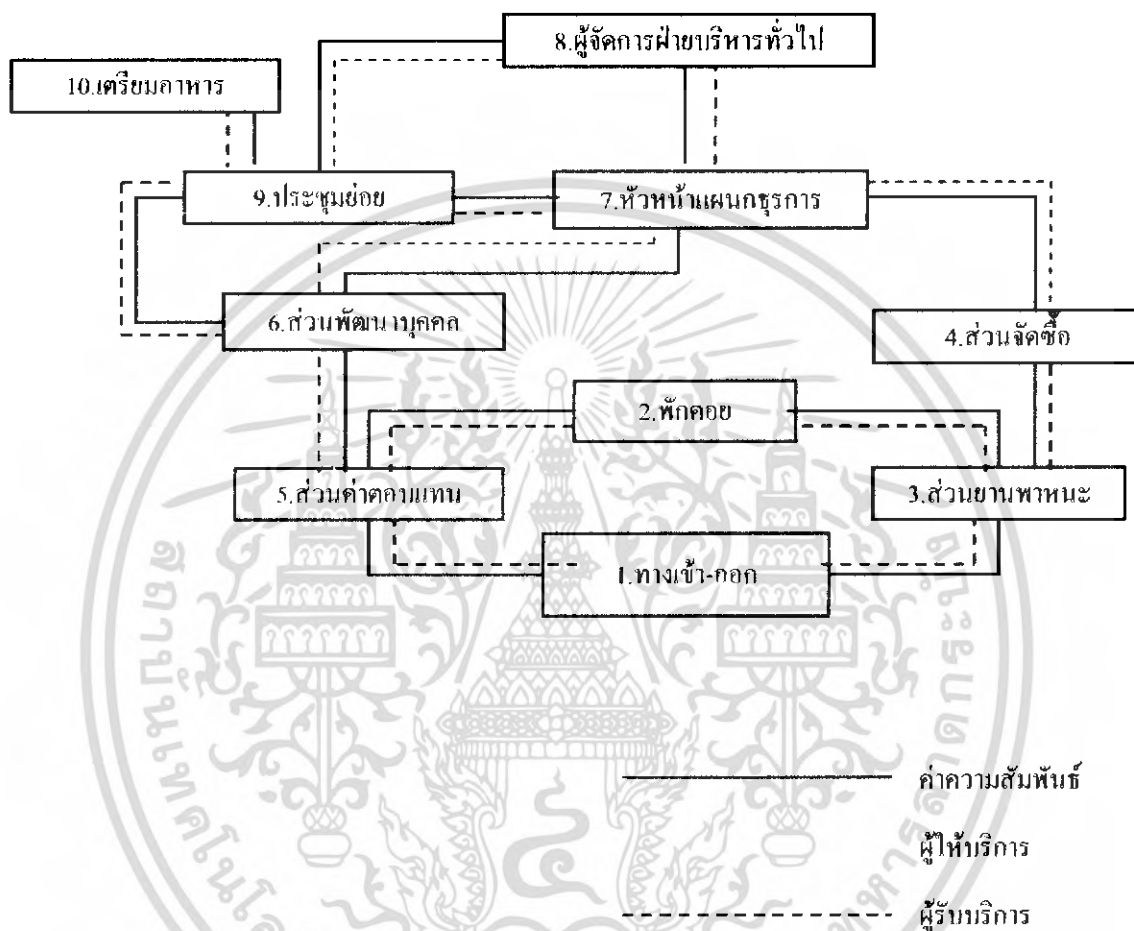 8.ผู้จัดการฝ่ายบริหารทั่วไป
10.เตรียมอาหาร
9.ประชุมย่อย
7.หัวหน้าแผนกธุรการ
6.ส่วนพัฒนาบุคคล
4.ส่วนจัดซื้อ
2.พักคอย
5.ส่วนค่าตอบแทน
3.ส่วนยานพาหนะ
1.ทางเข้า-ออก
ค่าความสัมพันธ์
ผู้ให้บริการ
ผู้รับบริการ